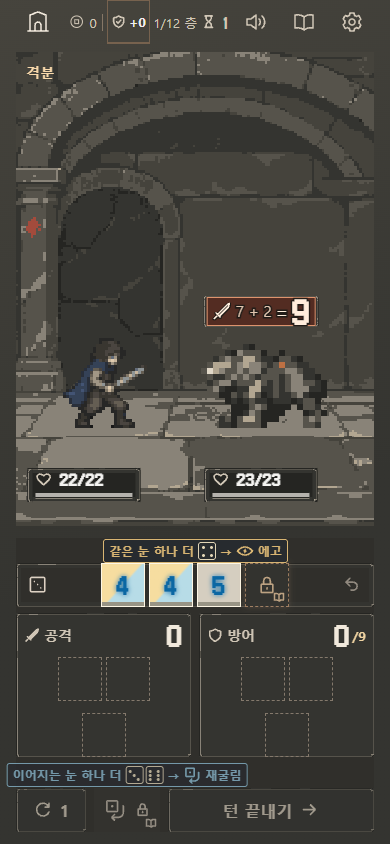 0 | +0 1/12 층 1
격분
7 + 2 = 9
22/22 23/23
같은 눈 하나 더 → 예고
4 4 5
공격 0 방어 0/9
이어지는 눈 하나 더 → 재굴림
1 턴 끝내기 →